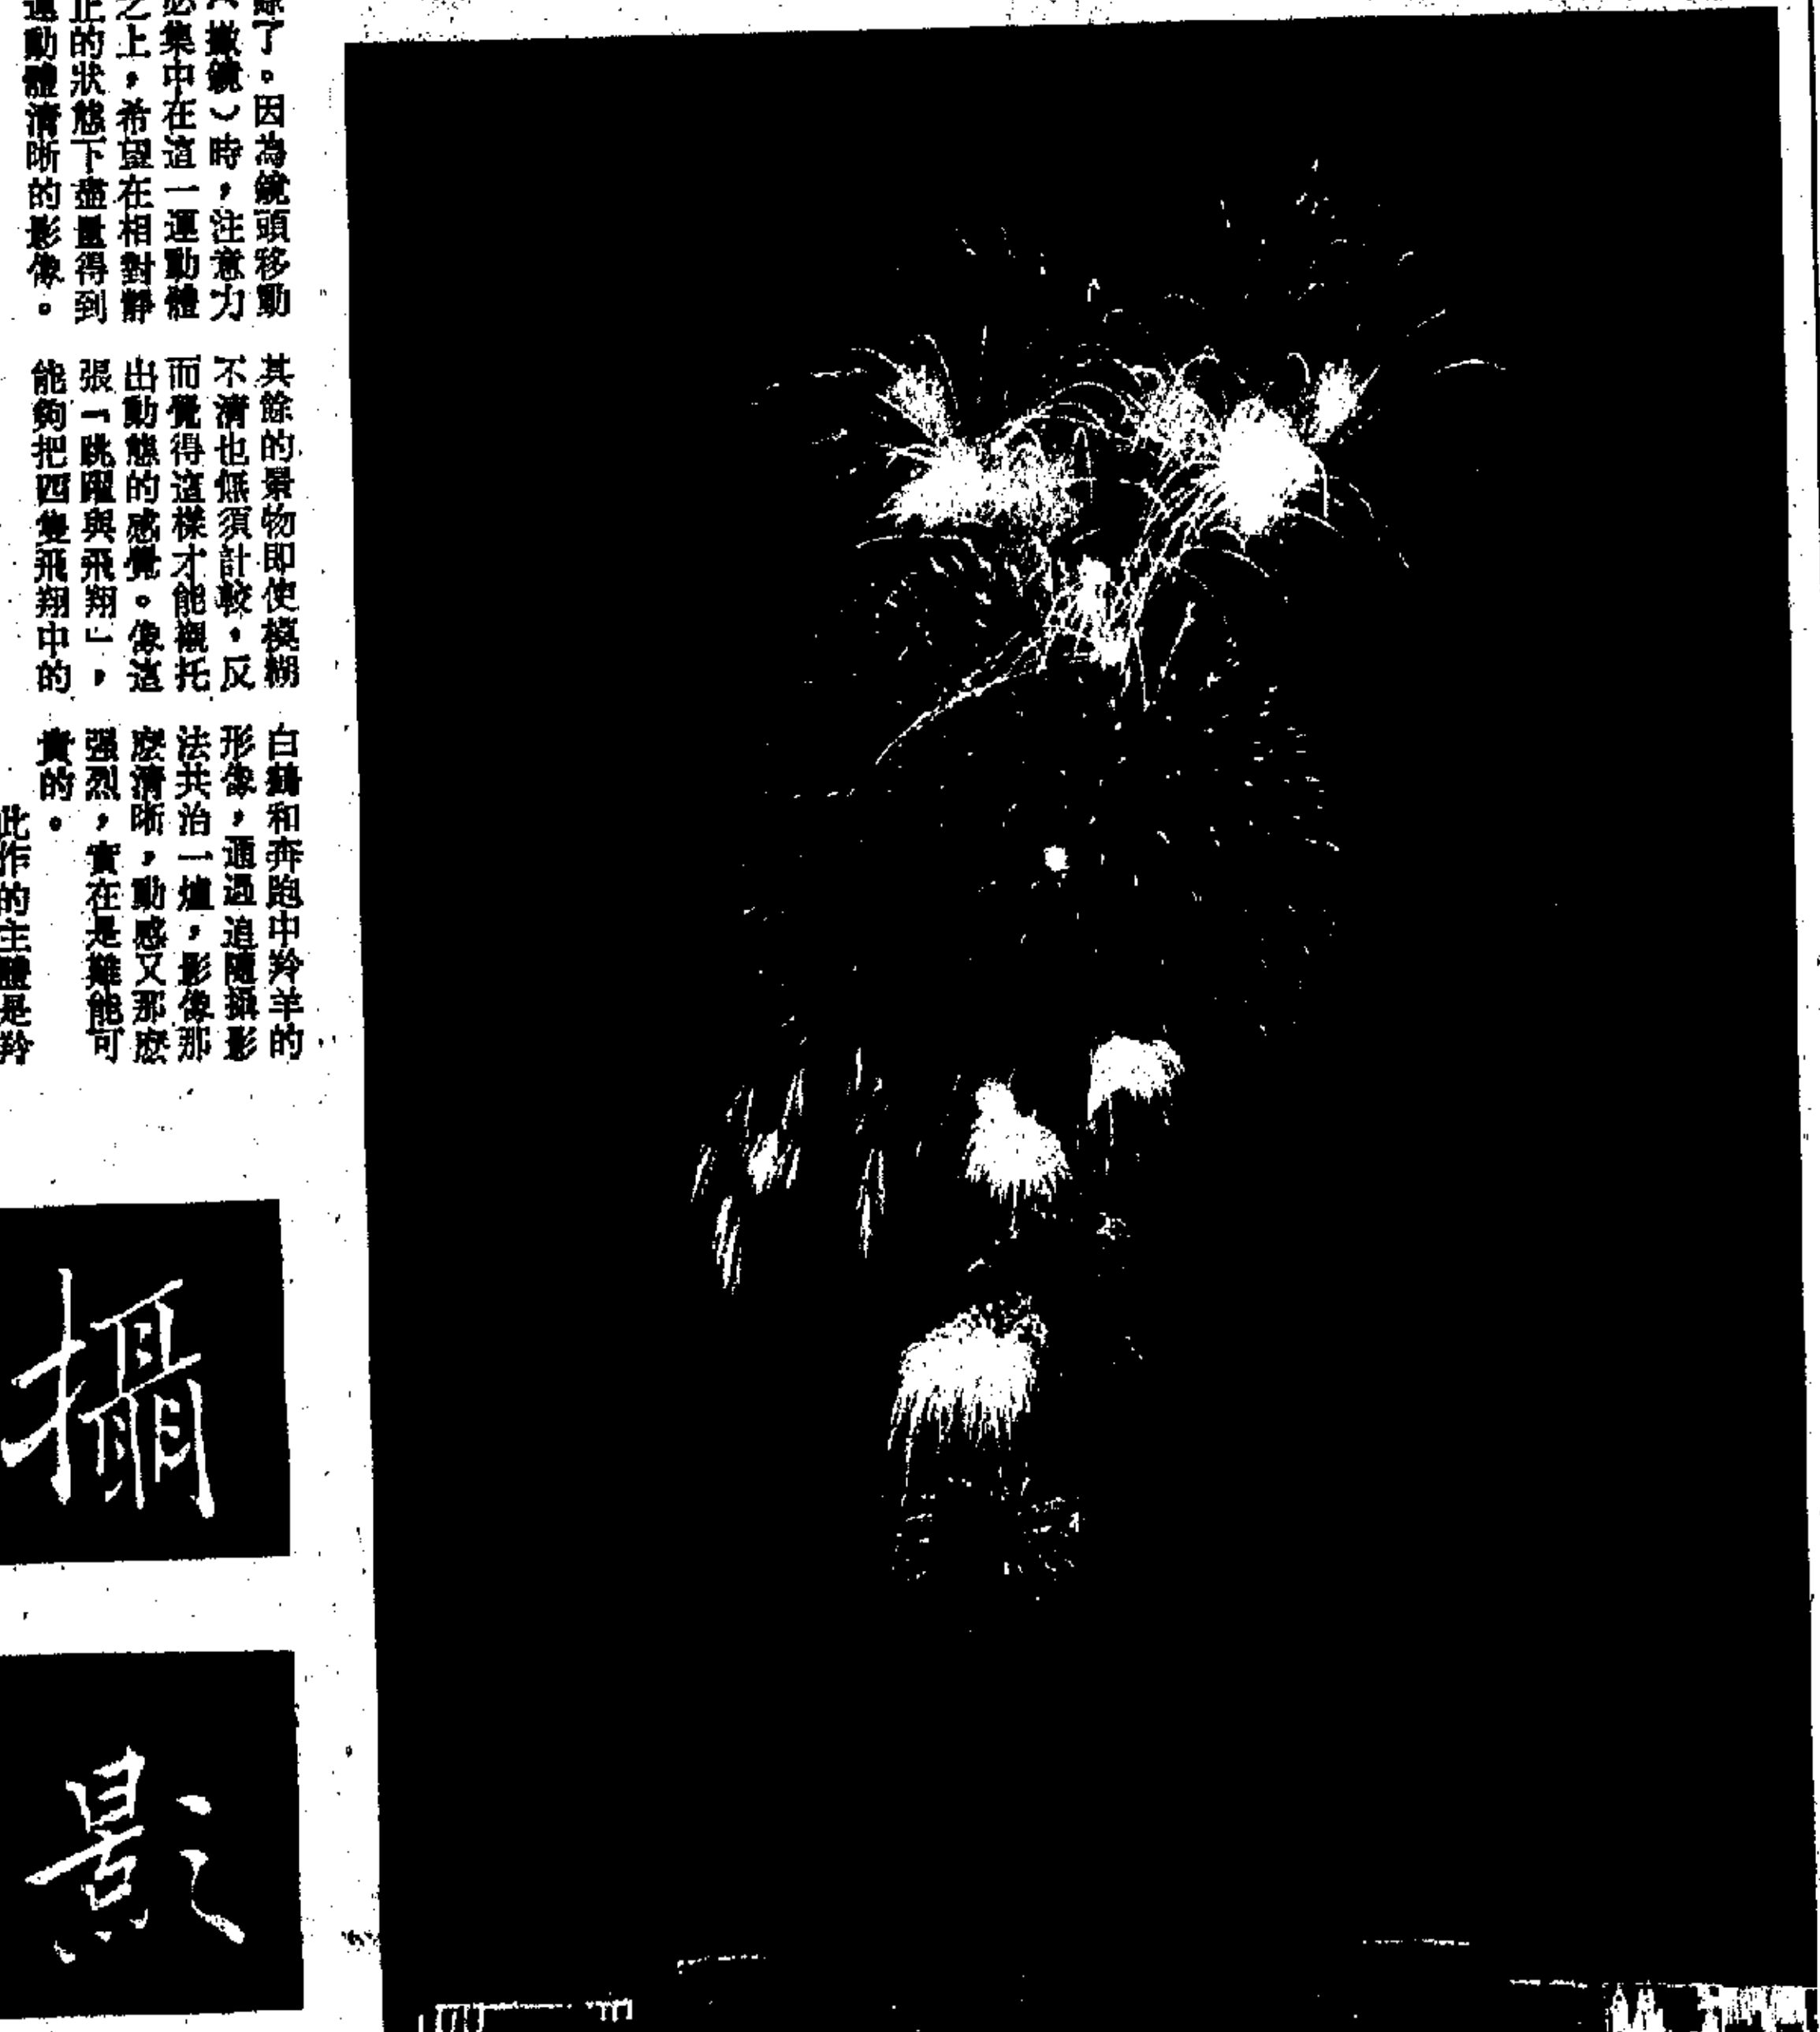 了。因為鏡頭移動
撇鏡）時，注意力
必集中在這一運動體
之上，希望在相對靜
止的狀態下盡量得到
運動體清晰的影像。
其餘的景物即使模糊
不清也無須計較，反
而覺得這樣才能襯托
出動態的感覺。像這
張「跳躍與飛翔」，
能夠把四隻飛翔中的
白鶴和奔跑中羚羊的
形像，通過追隨攝影
法共治一爐，影像那
麽清晰，動感又那麽
强烈，實在是難能可
貴的。
此作的主體是羚
攝
影